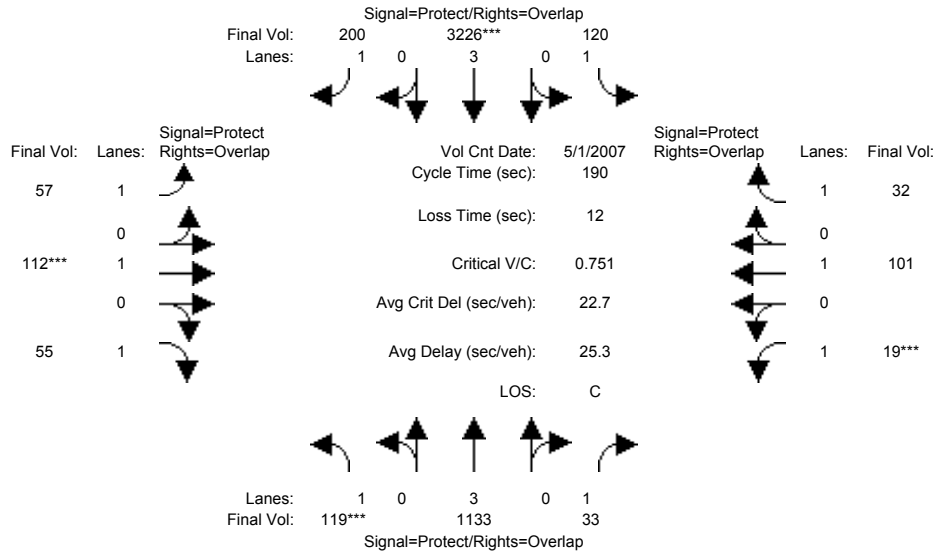 Signal=Protect/Rights=Overlap
Final Vol: 200 3226*** 120
Lanes: 1 0 3 0 1
Signal=Protect Signal=Protect
Final Vol: Lanes: Rights=Overlap Vol Cnt Date: 5/1/2007 Rights=Overlap Lanes: Final Vol:
Cycle Time (sec): 190
57 1 1 32
Loss Time (sec): 12
0 0
112*** 1 Critical V/C: 0.751 1 101
0 Avg Crit Del (sec/veh): 22.7 0
55 1 Avg Delay (sec/veh): 25.3 1 19***
LOS: C
Lanes: 1 0 3 0 1
Final Vol: 119*** 1133 33
Signal=Protect/Rights=Overlap